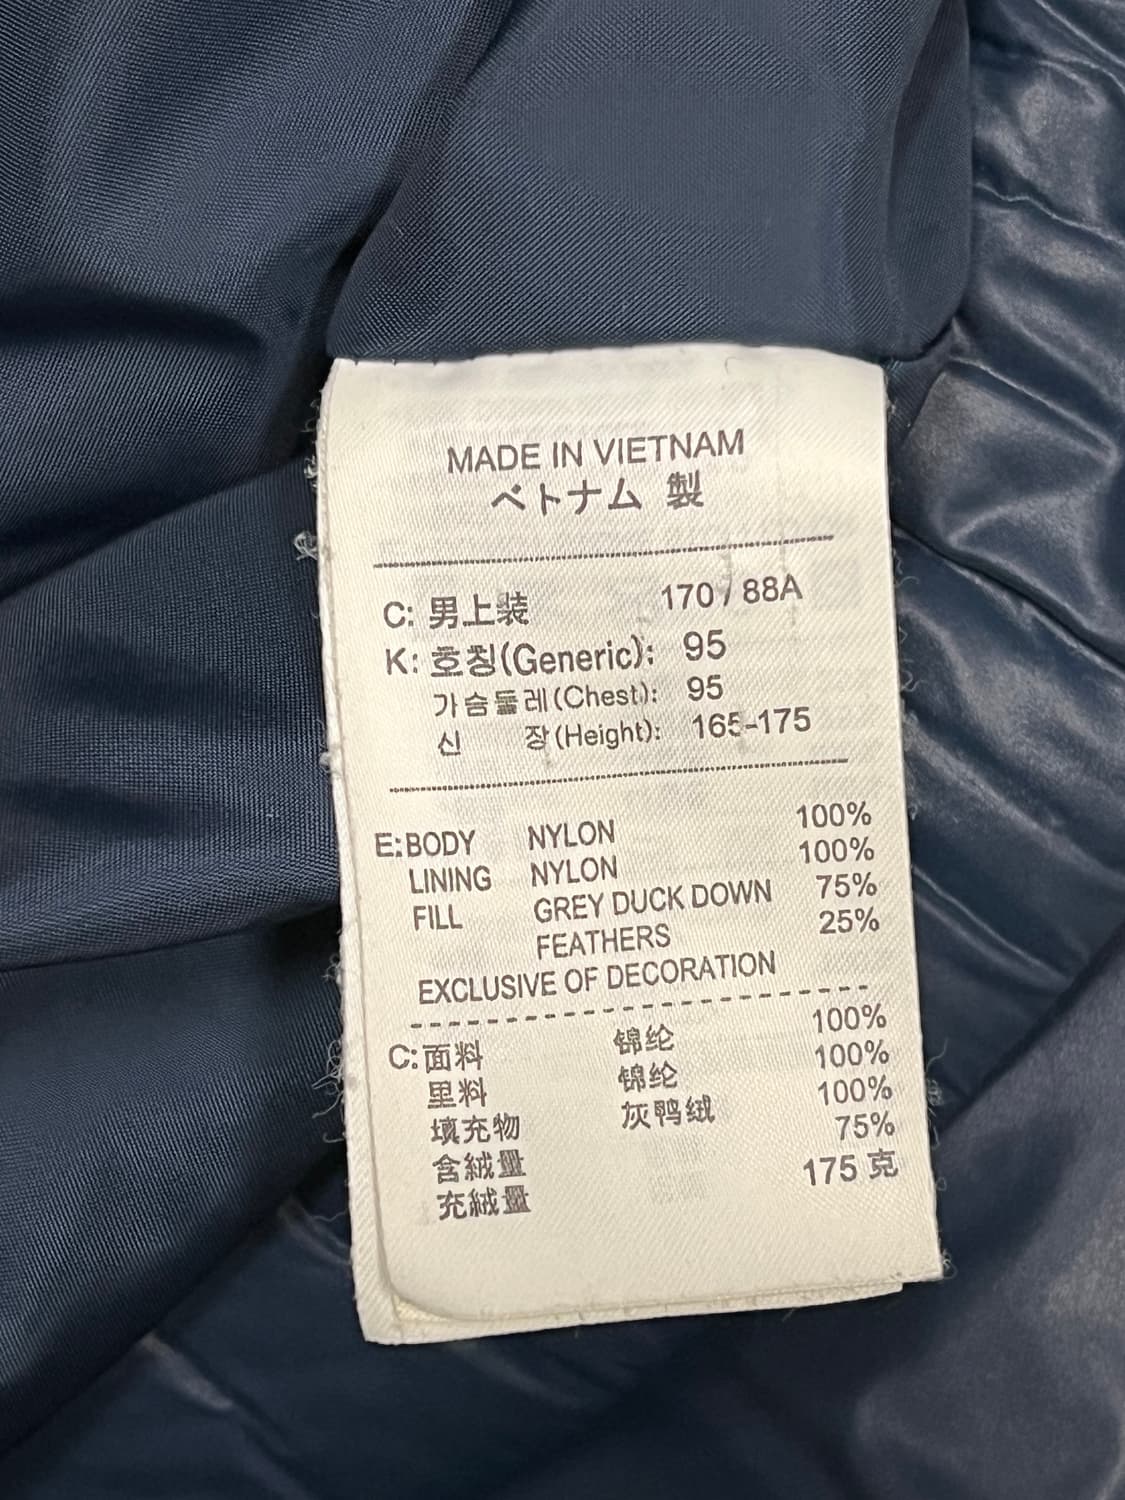 MADE IN VIETNAM
ベトナム 製
C: 男上装 170 / 88A
K: 호칭(Generic): 95
가슴둘레(Chest): 95
신 장(Height): 165-175
E:BODY NYLON 100%
LINING NYLON 100%
FILL GREY DUCK DOWN 75%
FEATHERS 25%
EXCLUSIVE OF DECORATION
C:面料 锦纶 100%
里料 锦纶 100%
填充物 灰鸭绒 100%
含絨量 75%
充絨量 175 克